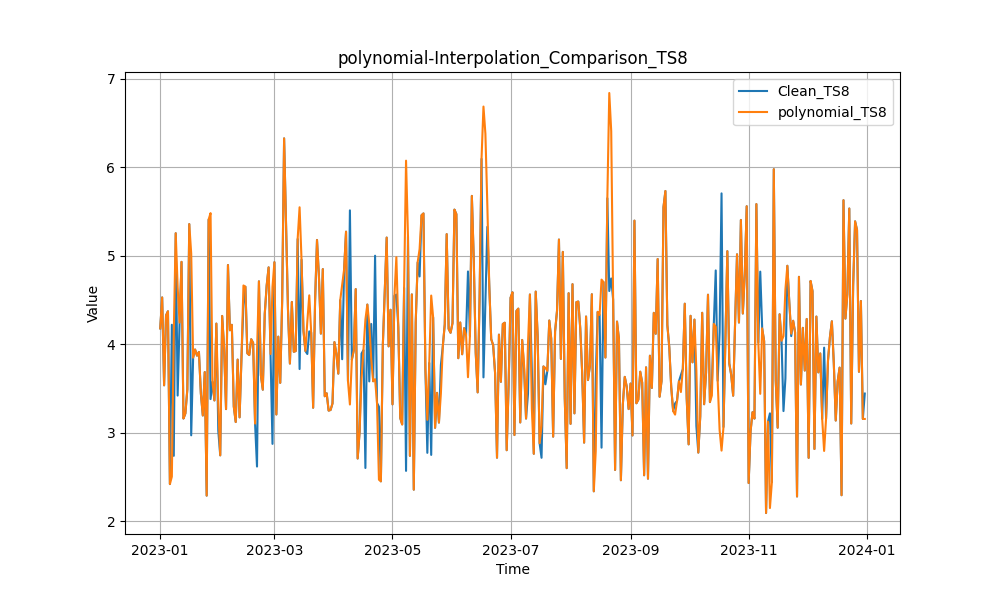 polynomial-Interpolation_Comparison_TS8
Clean_TS8
polynomial_TS8
7
6
5
4
3
2
Value
2023-01 2023-03 2023-05 2023-07 2023-09 2023-11 2024-01
Time